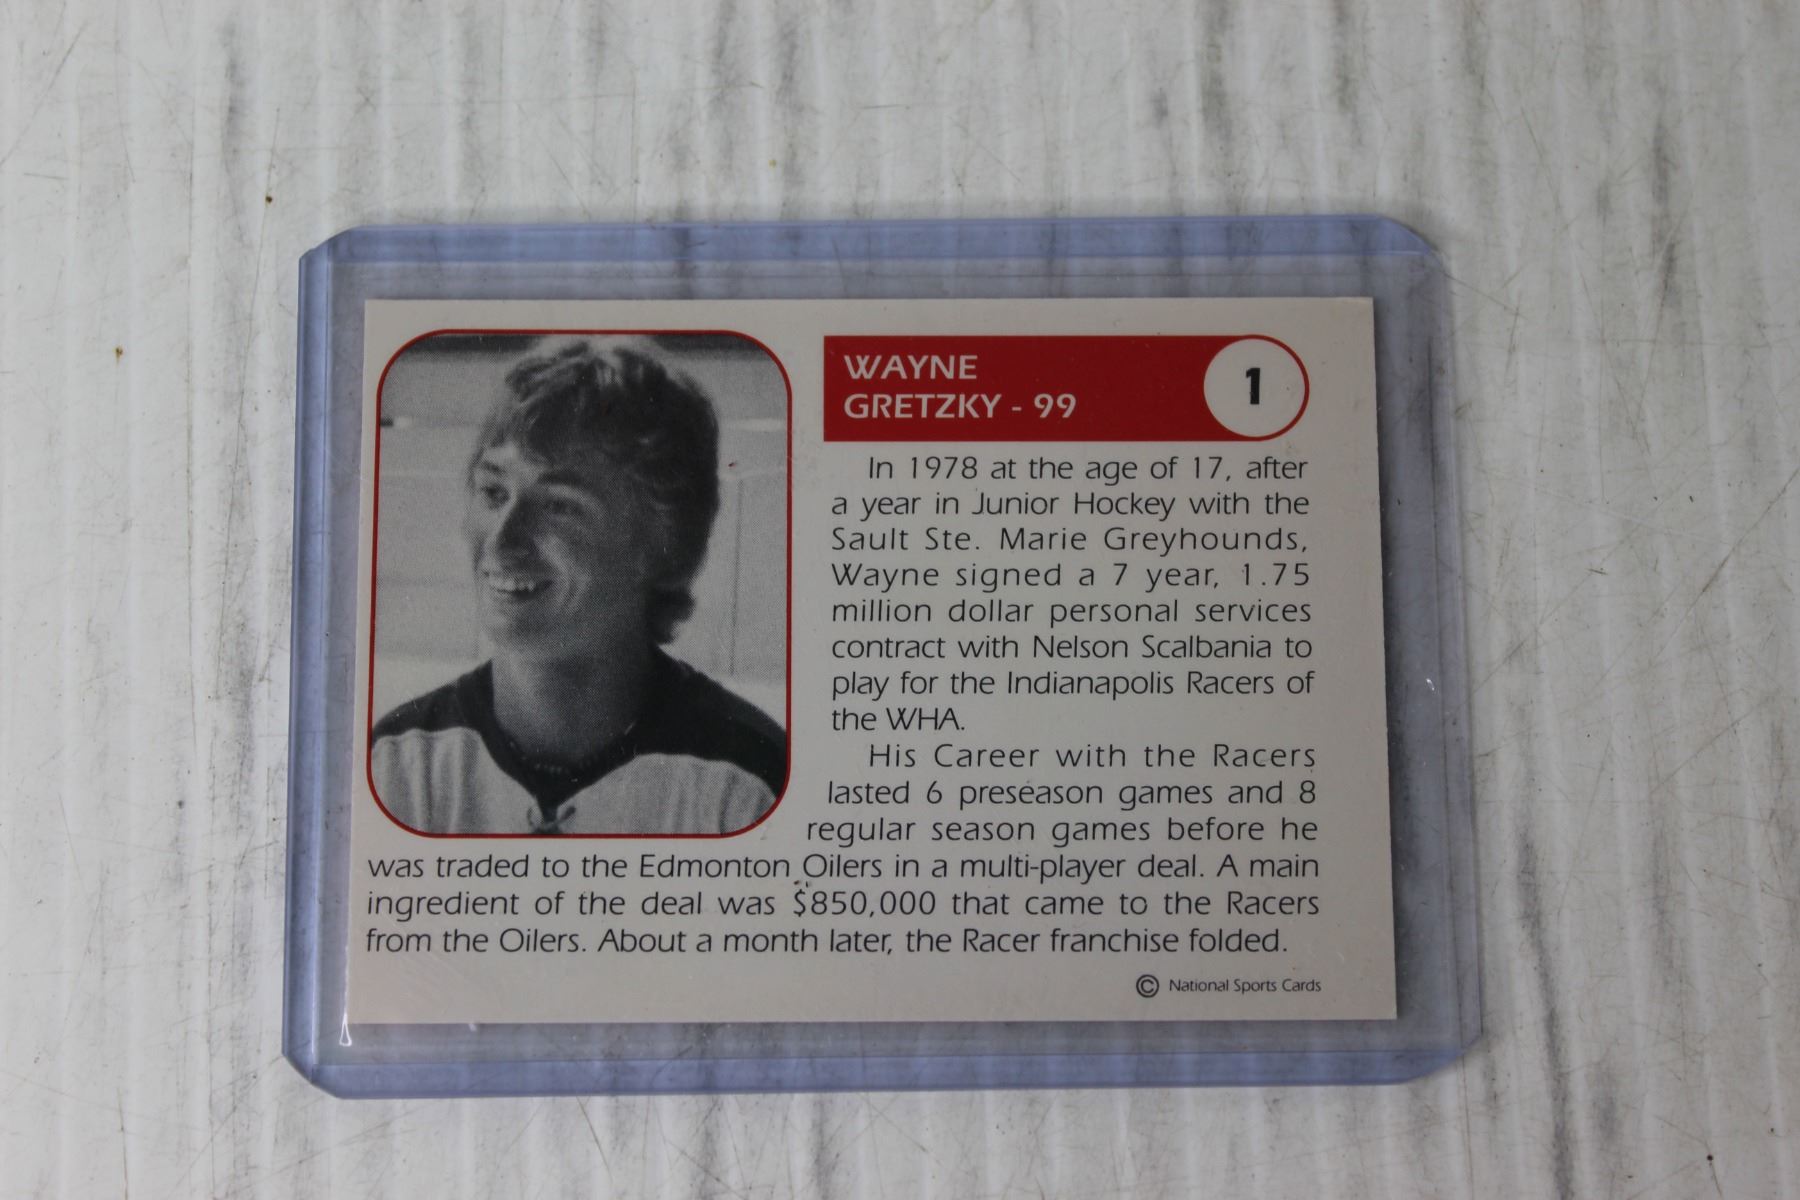 WAYNE
GRETZKY - 99
1
In 1978 at the age of 17, after
a year in Junior Hockey with the
Sault Ste. Marie Greyhounds,
Wayne signed a 7 year, 1.75
million dollar personal services
contract with Nelson Scalbania to
play for the Indianapolis Racers of
the WHA.
His Career with the Racers
lasted 6 preseason games and 8
regular season games before he
was traded to the Edmonton Oilers in a multi-player deal. A main
ingredient of the deal was $850,000 that came to the Racers
from the Oilers. About a month later, the Racer franchise folded.
© National Sports Cards